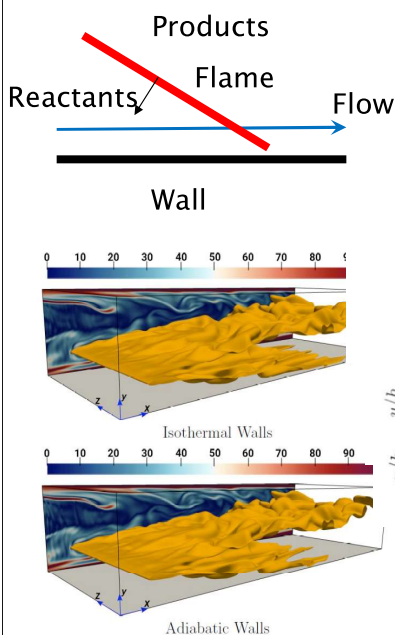 Products
Flame
Reactants
Flow
Wall
0 10 20 30 40 50 60 70 80 9
z y x
Isothermal Walls
0 10 20 30 40 50 60 70 80 90
z y x
Adiabatic Walls